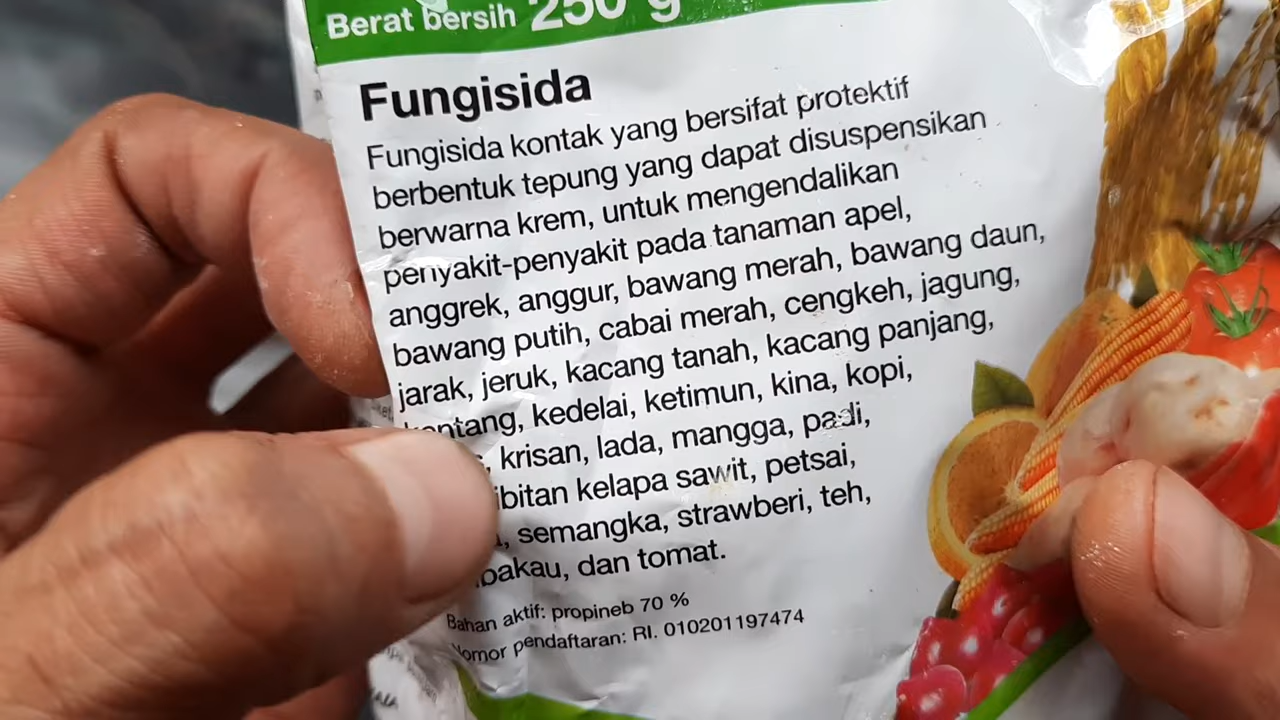 Berat bersih 250 g
Fungisida
Fungisida kontak yang bersifat protektif
berbentuk tepung yang dapat disuspensikan
berwarna krem, untuk mengendalikan
penyakit-penyakit pada tanaman apel,
anggrek, anggur, bawang merah, bawang daun,
bawang putih, cabai merah, cengkeh, jagung,
jarak, jeruk, kacang tanah, kacang panjang,
kentang, kedelai, ketimun, kina, kopi,
, krisan, lada, mangga, padi,
ibitan kelapa sawit, petsai,
, semangka, strawberi, teh,
bakau, dan tomat.
Bahan aktif: propineb 70 %
Nomor pendaftaran: RI. 010201197474